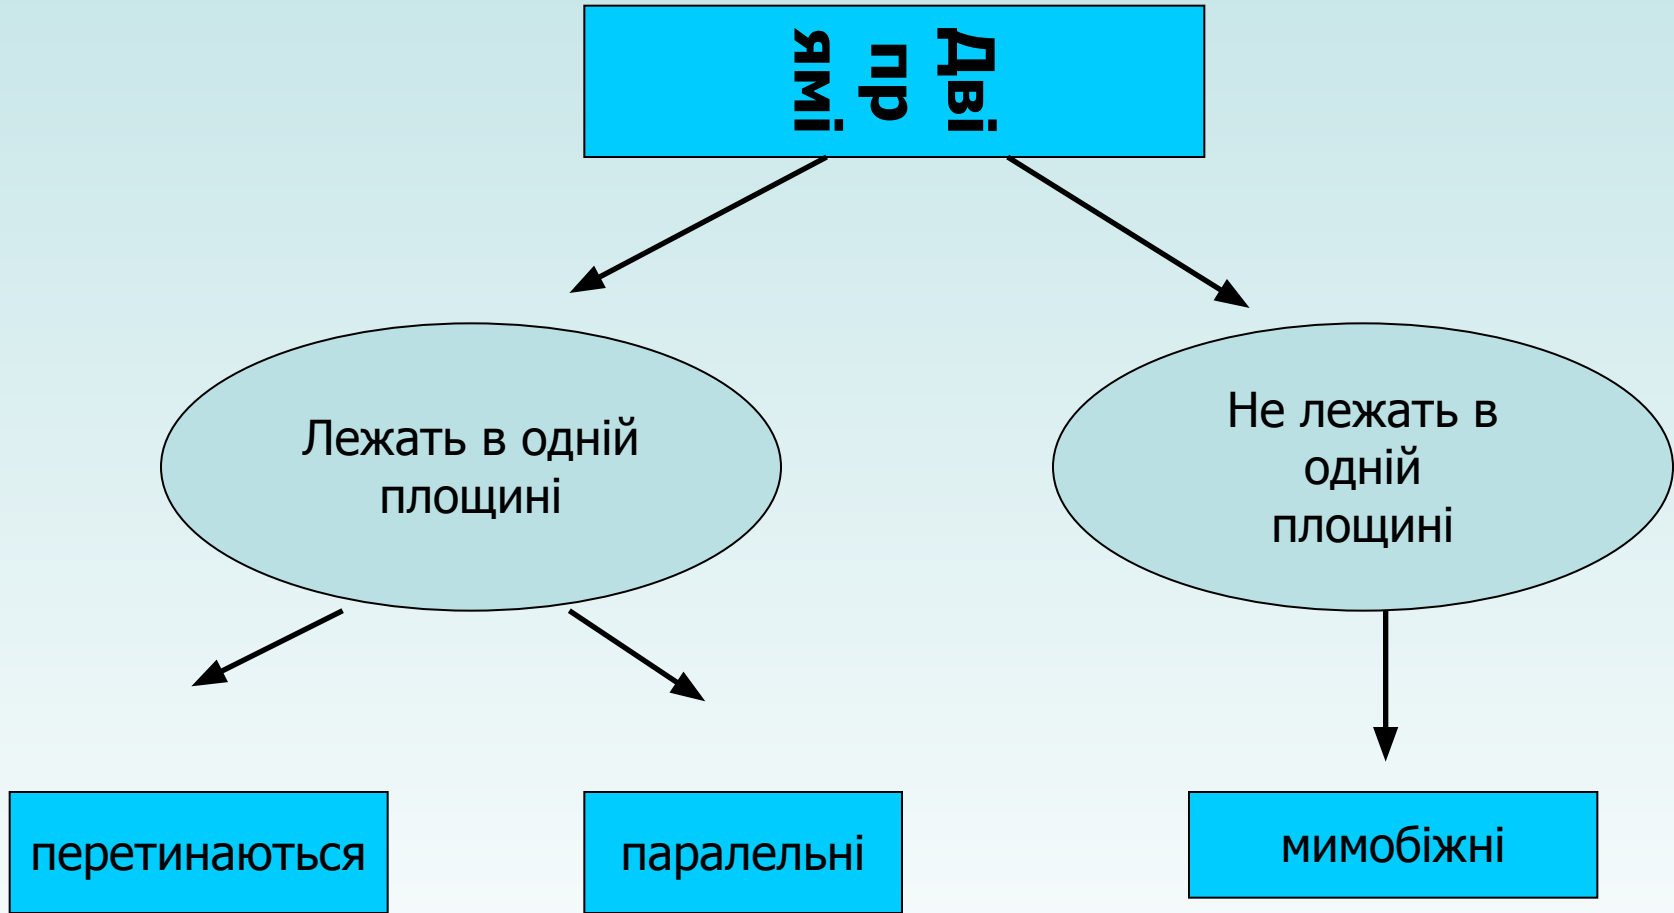 Дві
пр
ямі
Лежать в одній
площині
Не лежать в
одній
площині
перетинаються
паралельні
мимобіжні